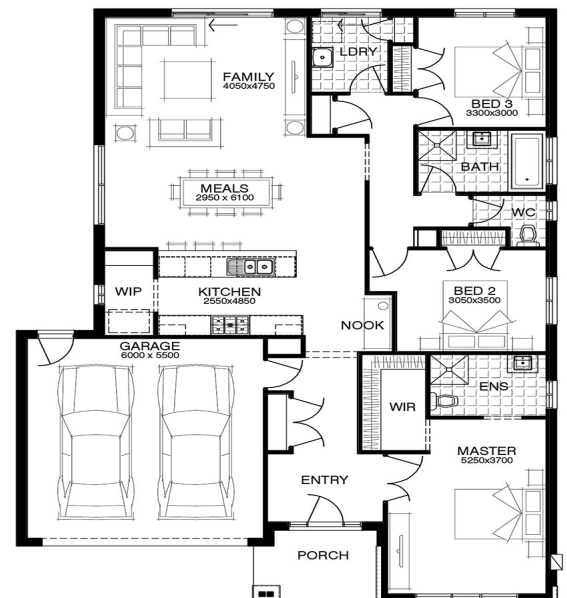 LDRY
FAMILY
4050x4750
BED 3
3300x3000
BATH
MEALS
2950 x 6100
WC
WIP
KITCHEN
2550x4850
BED 2
3050x3500
NOOK
GARAGE
6000 x 5500
ENS
WIR
MASTER
5250x3700
ENTRY
PORCH